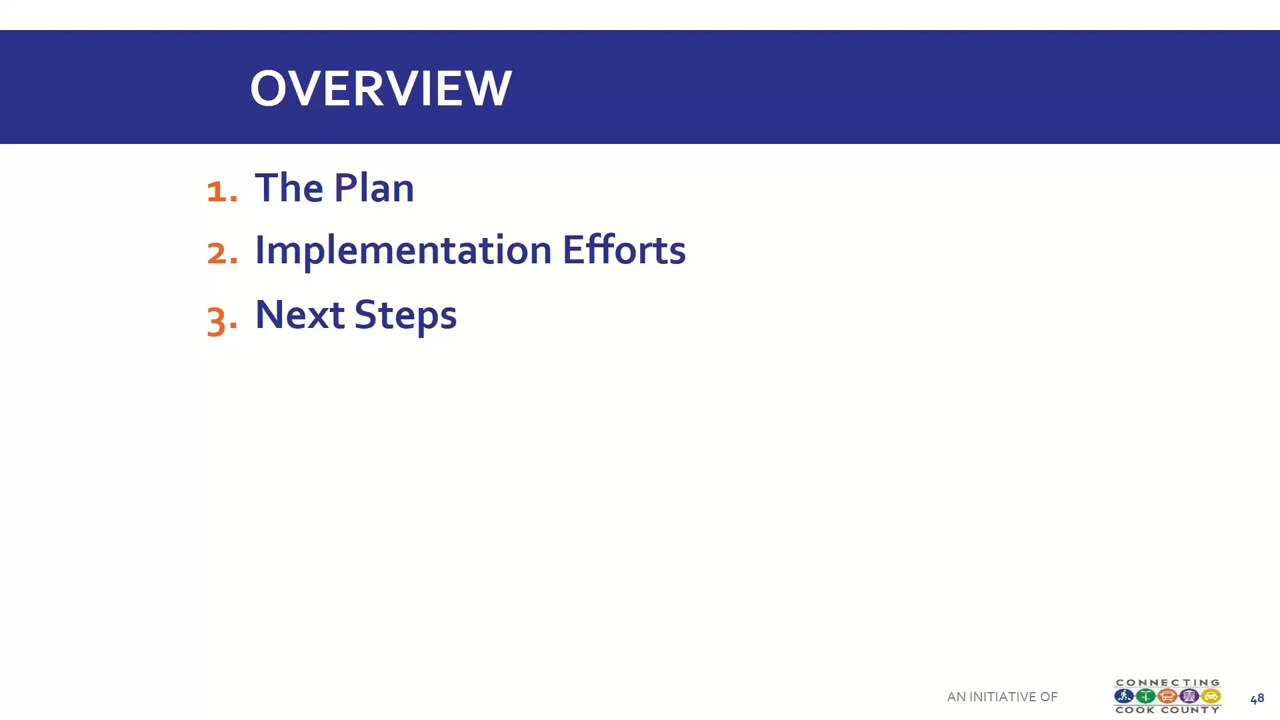 OVERVIEW
1. The Plan
2. Implementation Efforts
3. Next Steps
AN INITIATIVE OF
CONNECTING
COOK COUNTY
48